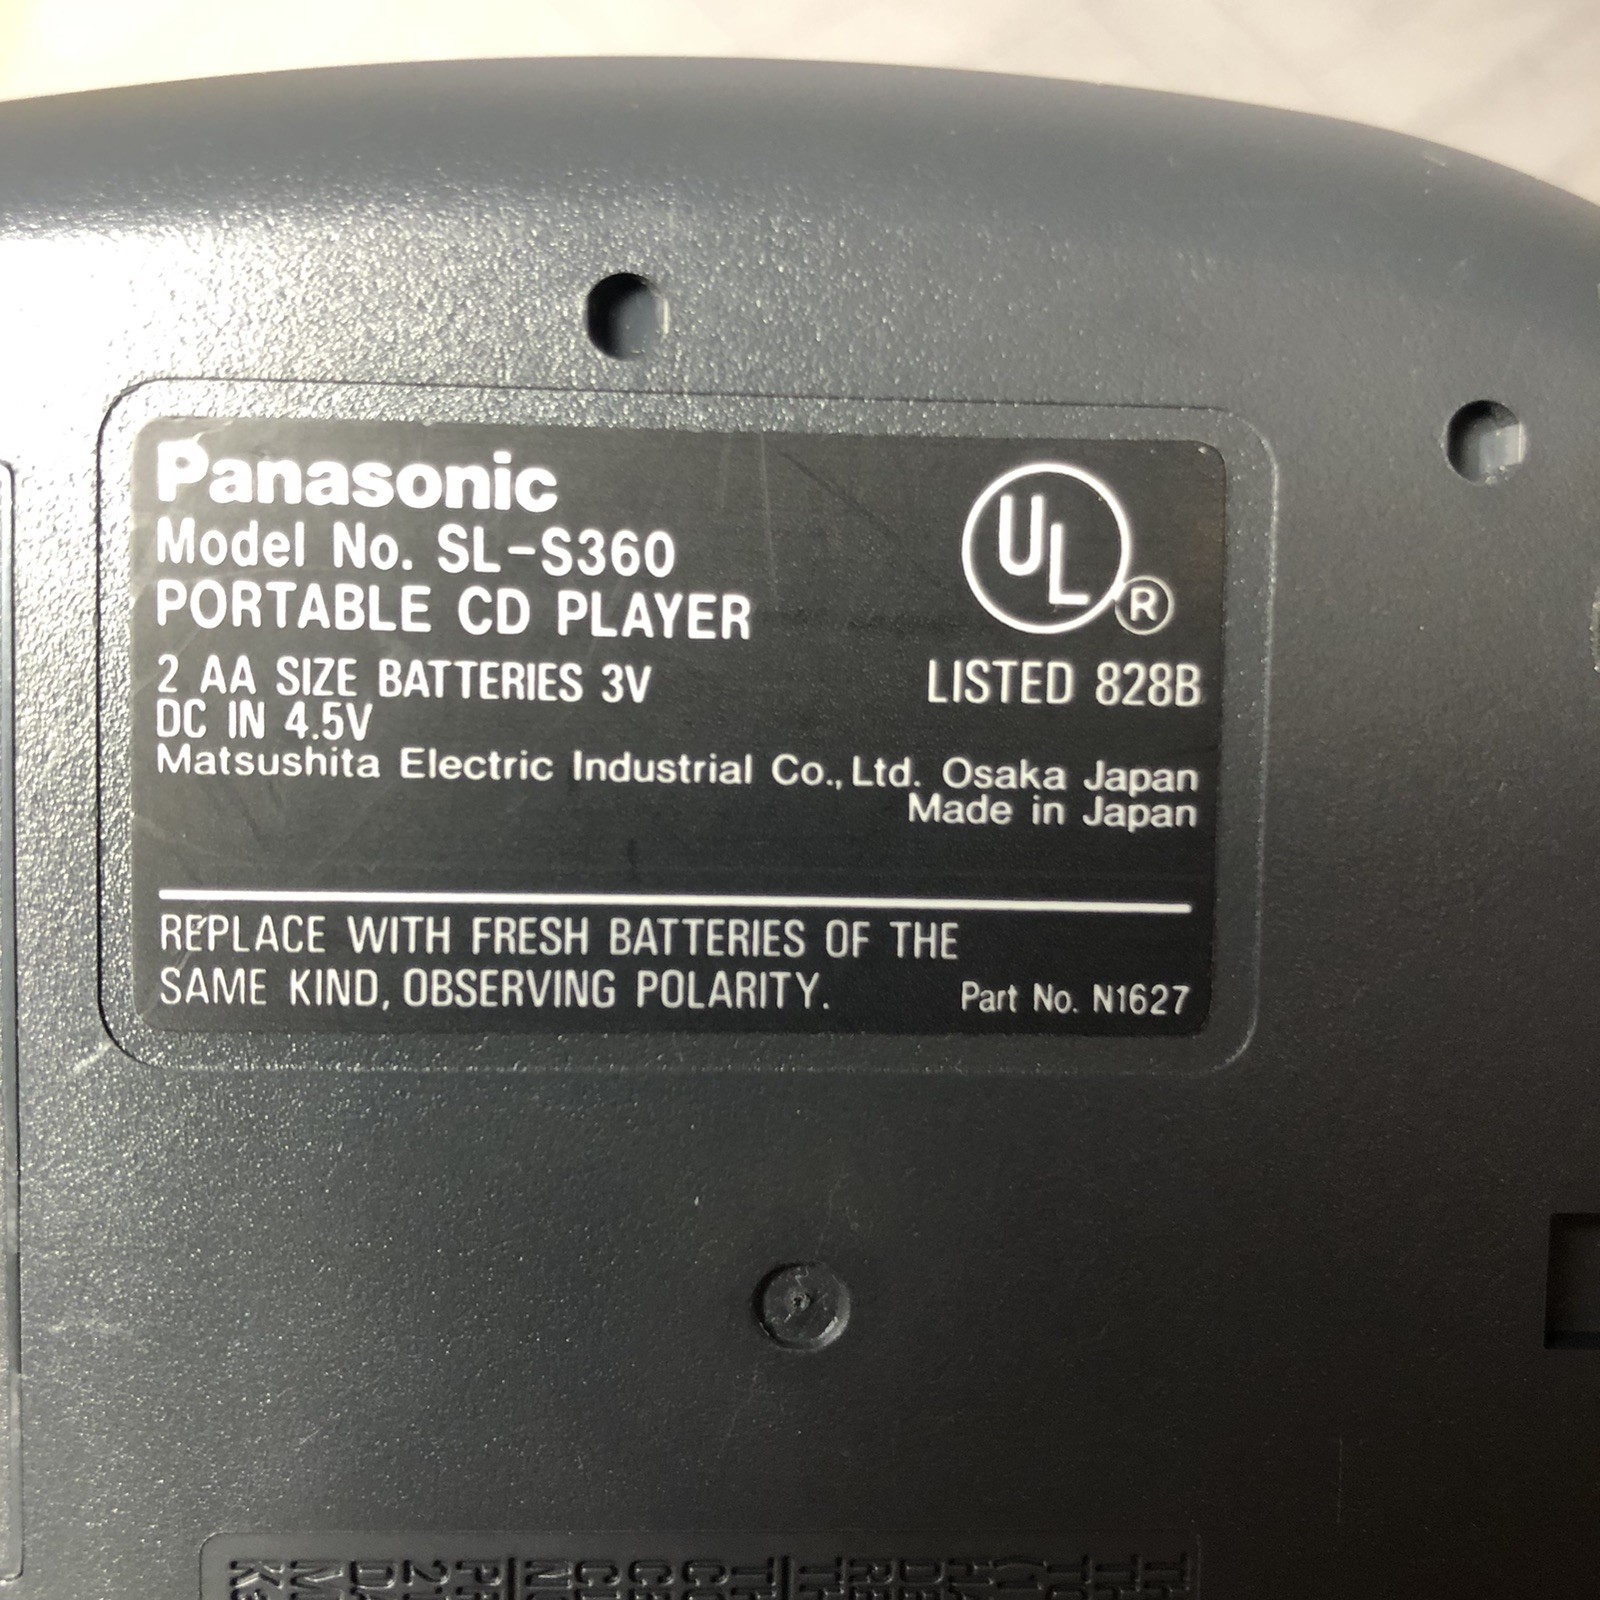 Panasonic
Model No. SL-S360
PORTABLE CD PLAYER
2 AA SIZE BATTERIES 3V
DC IN 4.5V
UL ®
LISTED 828B
Matsushita Electric Industrial Co., Ltd. Osaka Japan
Made in Japan
REPLACE WITH FRESH BATTERIES OF THE
SAME KIND, OBSERVING POLARITY.
Part No. N1627